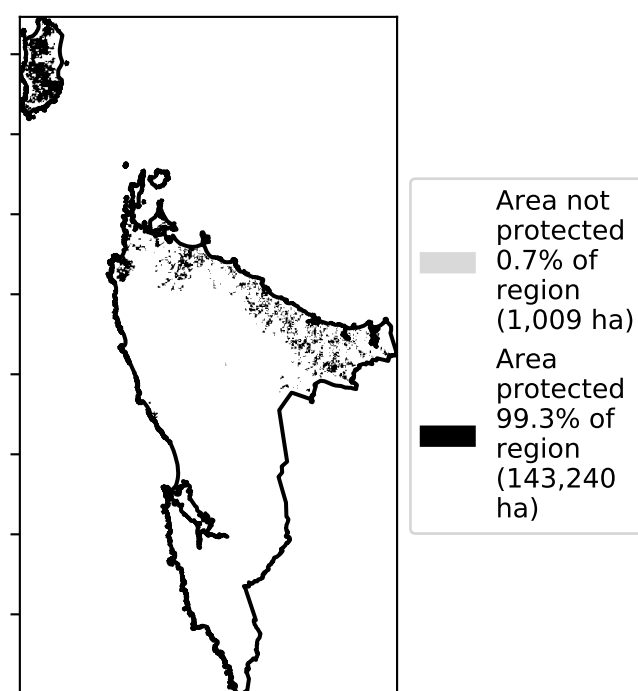 Area not
protected
0.7% of
region
(1,009 ha)
Area
protected
99.3% of
region
(143,240
ha)